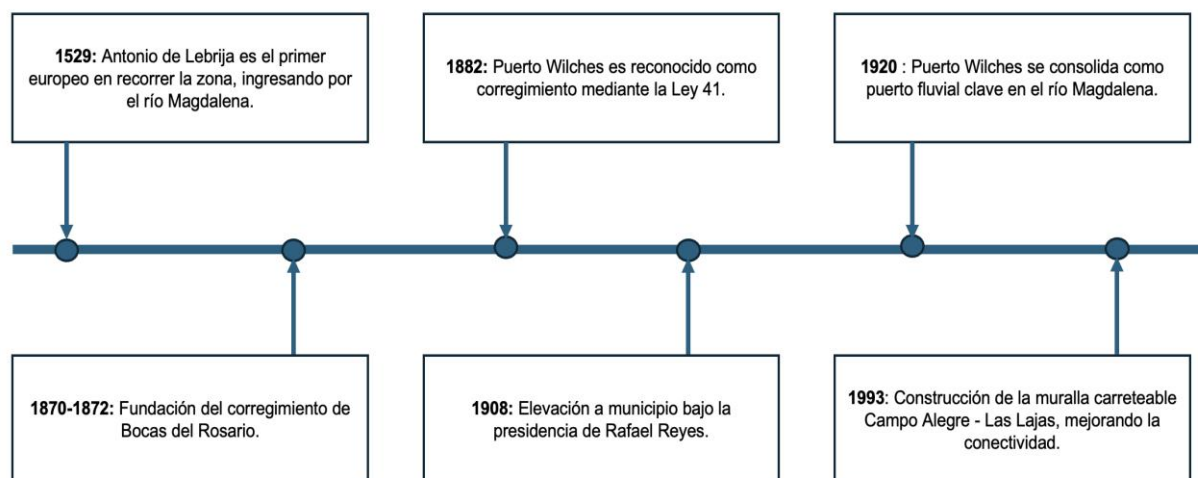 1529: Antonio de Lebrija es el primer
europeo en recorrer la zona, ingresando por
el río Magdalena.
1882: Puerto Wilches es reconocido como
corregimiento mediante la Ley 41.
1920 : Puerto Wilches se consolida como
puerto fluvial clave en el río Magdalena.
1870-1872: Fundación del corregimiento de
Bocas del Rosario.
1908: Elevación a municipio bajo la
presidencia de Rafael Reyes.
1993: Construcción de la muralla carreteable
Campo Alegre - Las Lajas, mejorando la
conectividad.